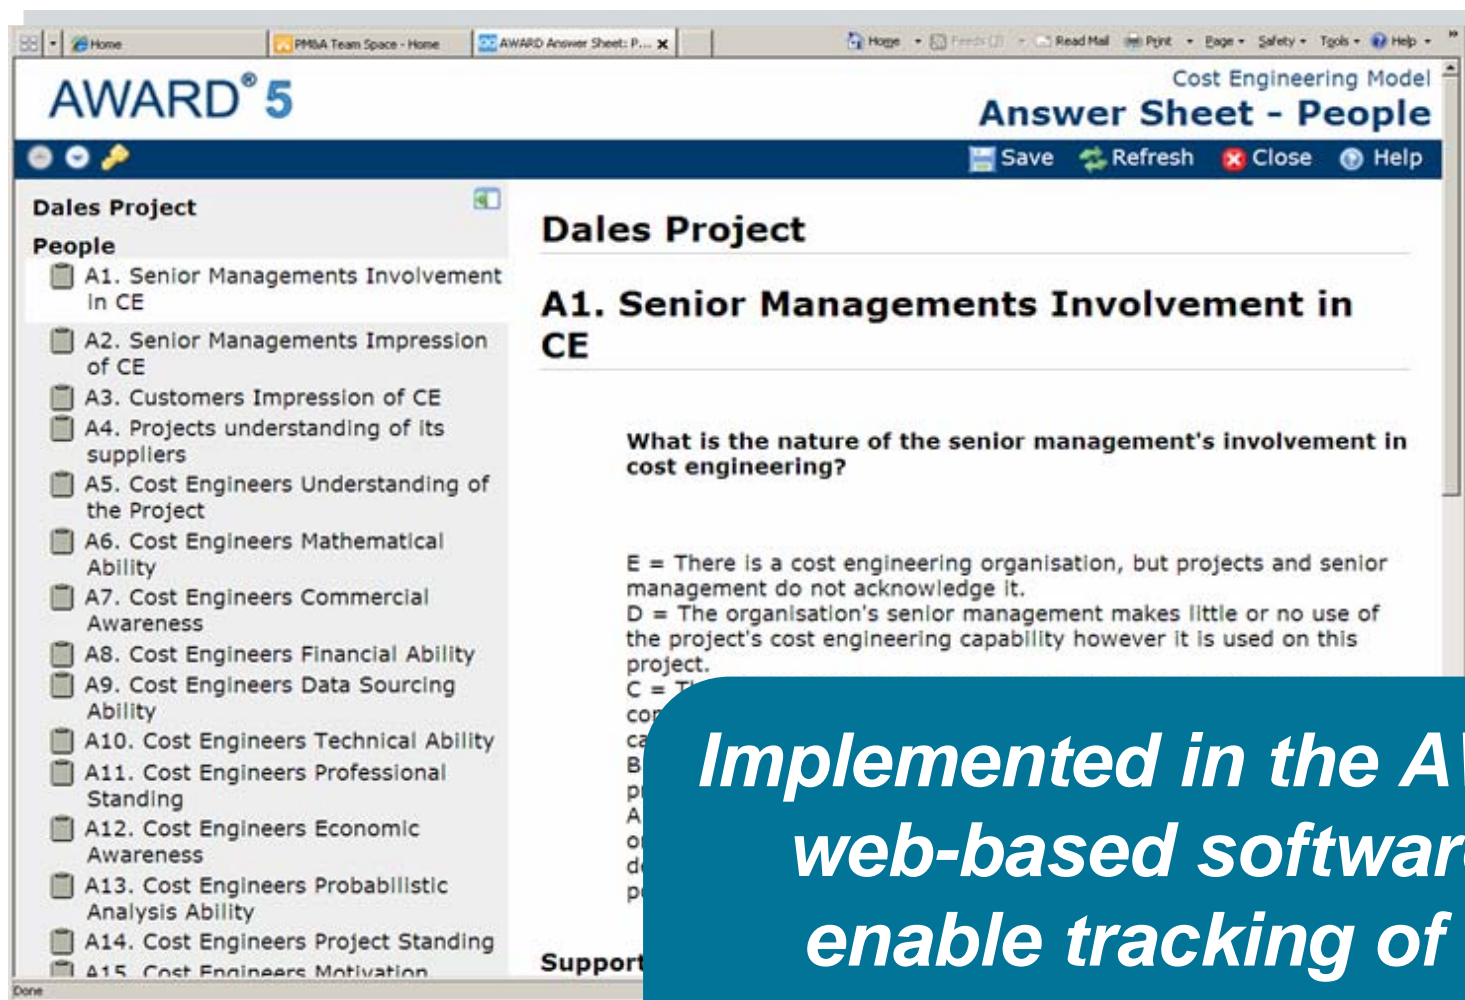 Home
PMBA Team Space - Home
AWARD Answer Sheet: P...
Home
Feeds
Read Mail
Print
Page
Safety
Tools
Help
AWARD® 5
Cost Engineering Model
Answer Sheet - People
Save
Refresh
Close
Help
Dales Project
People
A1. Senior Managements Involvement
in CE
A2. Senior Managements Impression
of CE
A3. Customers Impression of CE
A4. Projects understanding of its
suppliers
A5. Cost Engineers Understanding of
the Project
A6. Cost Engineers Mathematical
Ability
A7. Cost Engineers Commercial
Awareness
A8. Cost Engineers Financial Ability
A9. Cost Engineers Data Sourcing
Ability
A10. Cost Engineers Technical Ability
A11. Cost Engineers Professional
Standing
A12. Cost Engineers Economic
Awareness
A13. Cost Engineers Probabilistic
Analysis Ability
A14. Cost Engineers Project Standing
A15. Cost Engineers Motivation
Dales Project
A1. Senior Managements Involvement in
CE
What is the nature of the senior management's involvement in
cost engineering?
E = There is a cost engineering organisation, but projects and senior
management do not acknowledge it.
D = The organisation's senior management makes little or no use of
the project's cost engineering capability however it is used on this
project.
C =
B
A
Support
Implemented in the A
web-based softwar
enable tracking of
Done